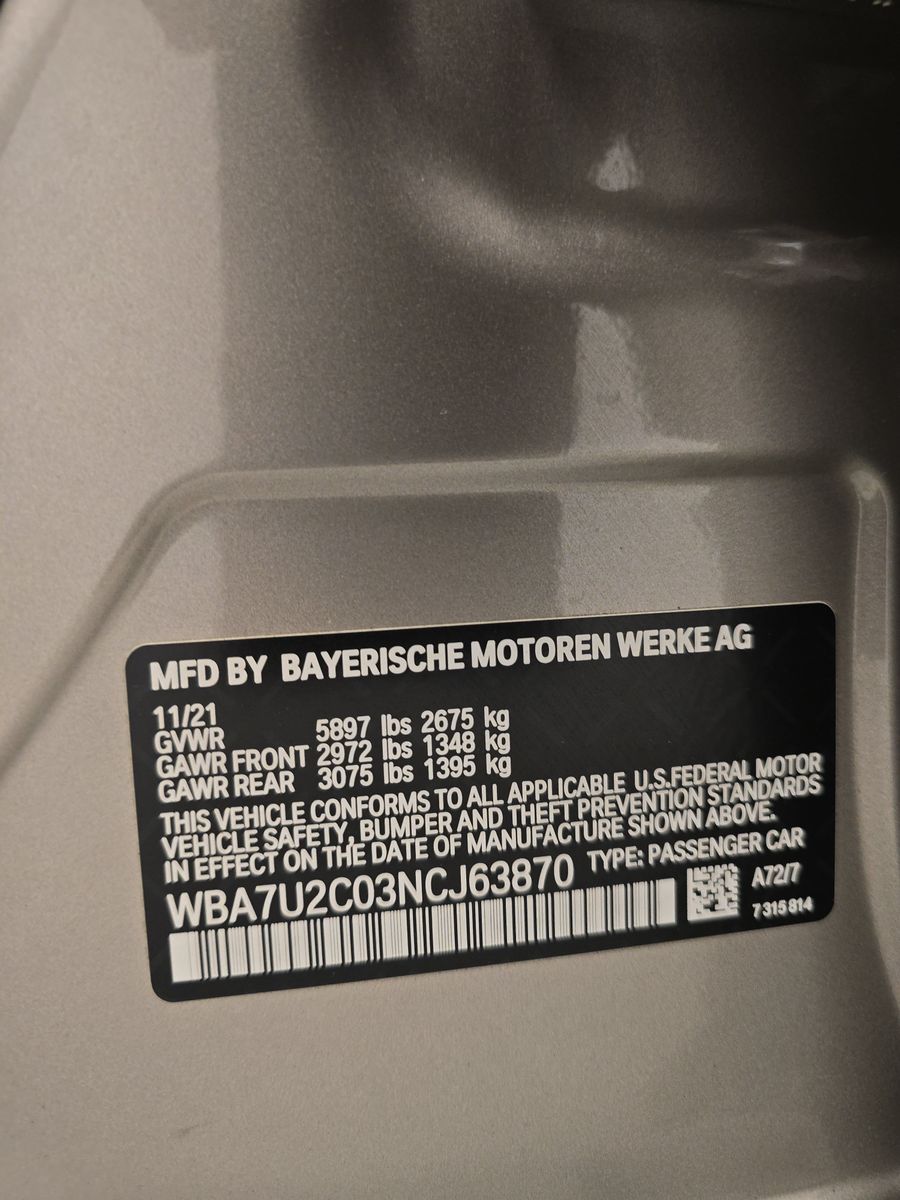 MFD BY BAYERISCHE MOTOREN WERKE AG
11/21
GVWR 5897 lbs 2675 kg
GAWR FRONT 2972 lbs 1348 kg
GAWR REAR 3075 lbs 1395 kg
THIS VEHICLE CONFORMS TO ALL APPLICABLE U.S.FEDERAL MOTOR
VEHICLE SAFETY, BUMPER AND THEFT PREVENTION STANDARDS
IN EFFECT ON THE DATE OF MANUFACTURE SHOWN ABOVE.
WBA7U2C03NCJ63870 TYPE: PASSENGER CAR
A72/7
7 315 814